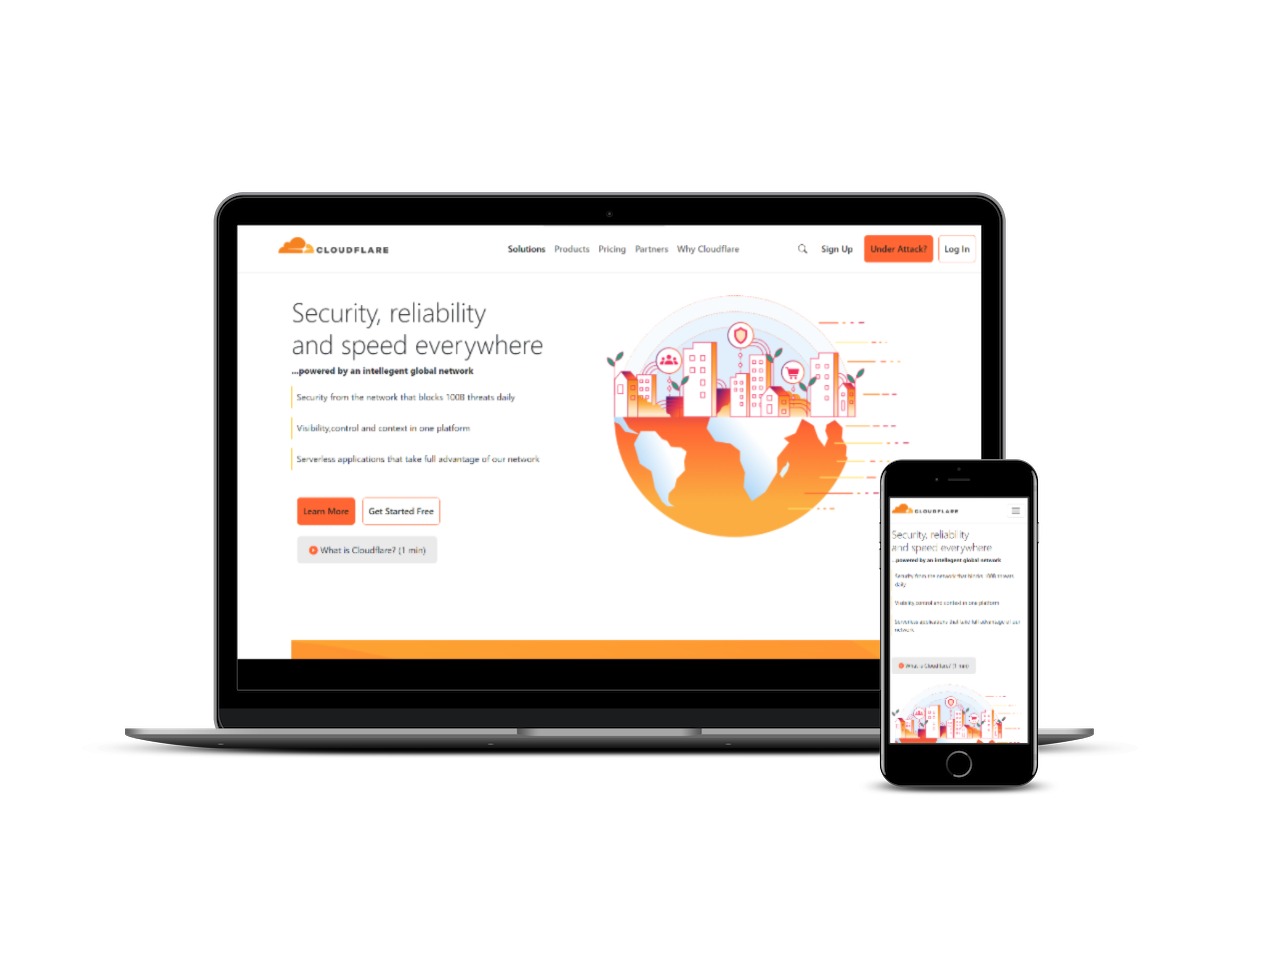 CLOUDFLARE
Solutions Products Pricing Partners Why Cloudflare
Sign Up Under Attack? Log In
Security, reliability
and speed everywhere
...powered by an intellegent global network
Security from the network that blocks 100B threats daily
Visibility,control and context in one platform
Serverless applications that take full advantage of our network
Learn More Get Started Free
What is Cloudflare? (1 min)
CLOUDFLARE
Security, reliability
and speed everywhere
...powered by an intellegent global network
Security from the network that blocks 100B threats
daily
Visibility,control and context in one platform
Serverless applications that take full advantage of our
network
What is Cloudflare? (1 min)